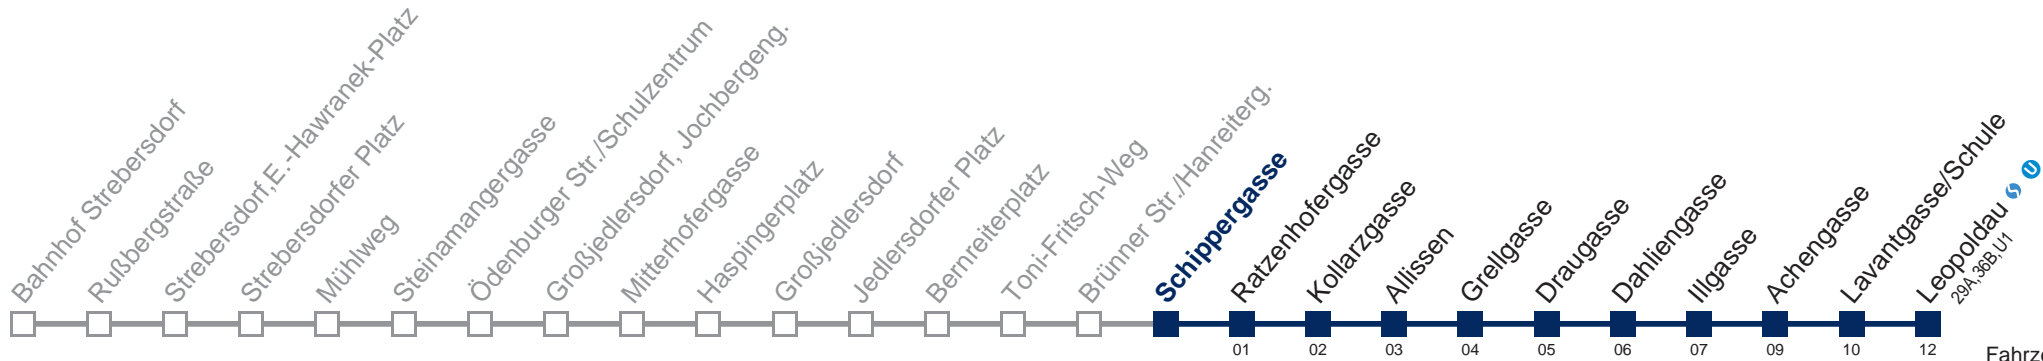 Bahnhof Strebersdorf
Rußbergstraße
Strebersdorf,E.-Hawranek-Platz
Strebersdorfer Platz
Mühlweg
Steinamangergasse
Ödenburger Str./Schulzentrum
Großjedlersdorf, Jochbergeng.
Mitterhofergasse
Haspingerplatz
Großjedlersdorf
Jedlersdorfer Platz
Bernreiterplatz
Toni-Fritsch-Weg
Brünner Str./Hanreiterg.
Schippergasse
Ratzenhofergasse
Kollarzgasse
Allissen
Grellgasse
Draugasse
Dahliengasse
Illgasse
Achengasse
Lavantgasse/Schule
Leopoldau S U
29A,36B,U1
01 02 03 04 05 06 07 09 10 12